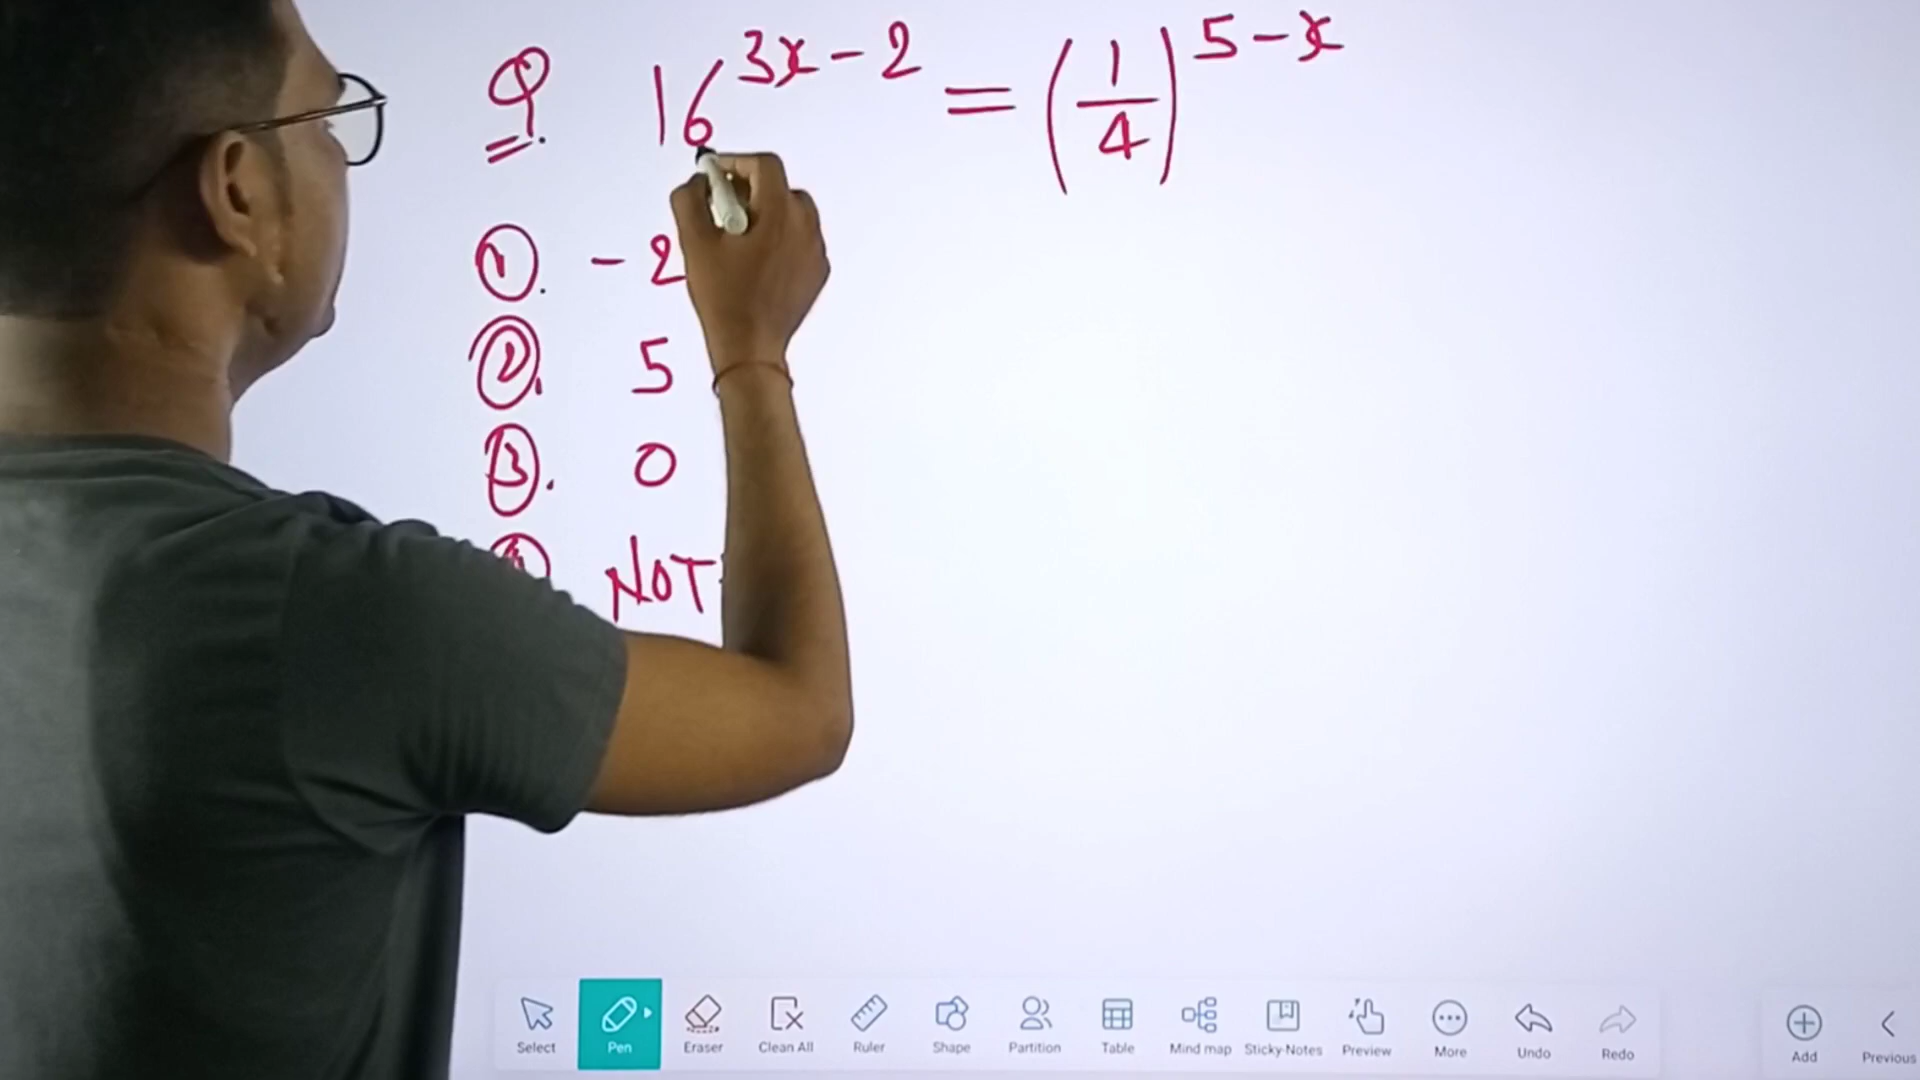 Q. 16^{3x-2} = (1/4)^{5-x}
① . -2
② . 5
③ . 0
NOT
Select Pen Eraser Clean All Ruler Shape Partition Table Mind map Sticky-Notes Preview More Undo Redo Add Previous